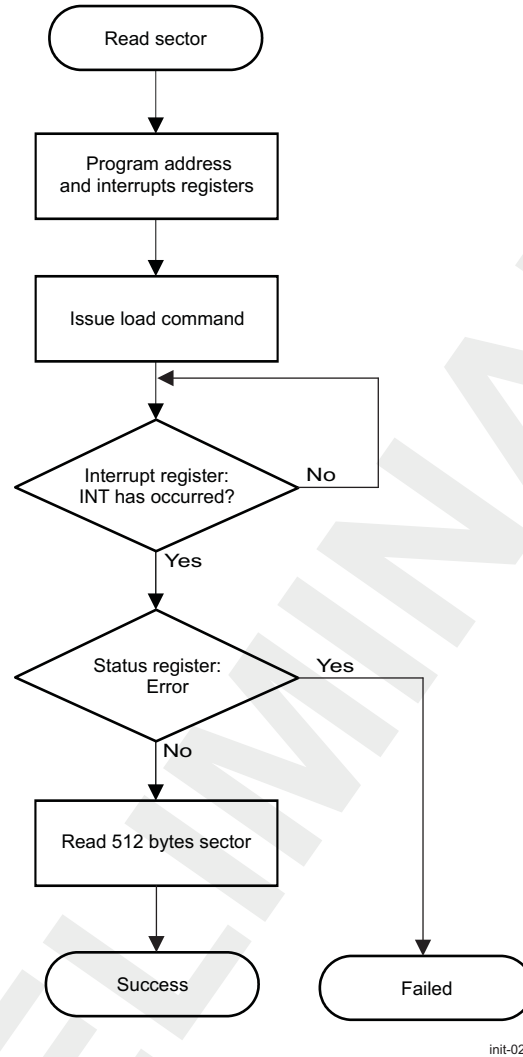 Read sector
Program address
and interrupts registers
Issue load command
Interrupt register:
INT has occurred?
No
Yes
Status register:
Error
Yes
No
Read 512 bytes sector
Success
Failed
init-02